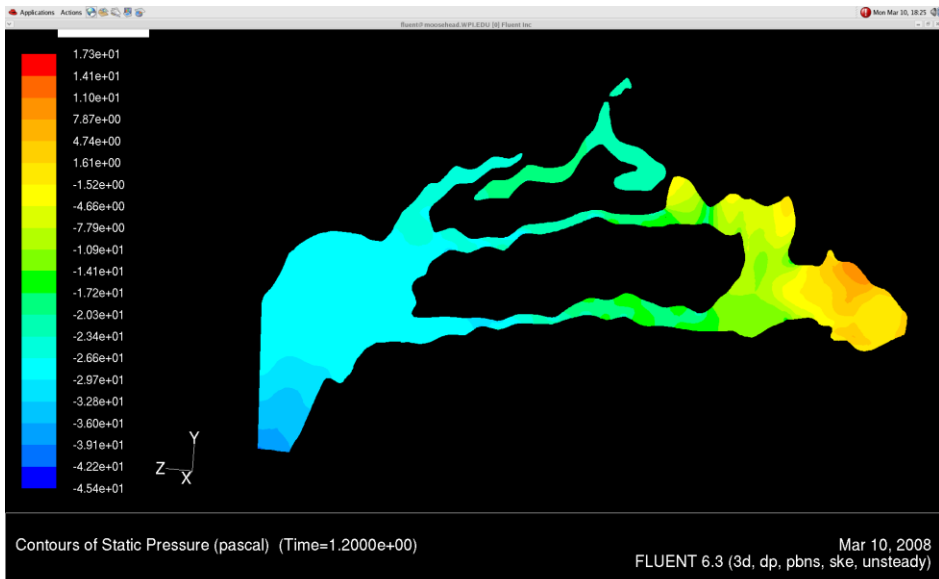 Applications Actions
Mon Mar 10, 18:25
fluent@moosehead.WPI.EDU [0] Fluent Inc
1.73e+01
1.41e+01
1.10e+01
7.87e+00
4.74e+00
1.61e+00
-1.52e+00
-4.66e+00
-7.79e+00
-1.09e+01
-1.41e+01
-1.72e+01
-2.03e+01
-2.34e+01
-2.66e+01
-2.97e+01
-3.28e+01
-3.60e+01
-3.91e+01
-4.22e+01
-4.54e+01
Y
Z
X
Contours of Static Pressure (pascal) (Time=1.2000e+00)
Mar 10, 2008
FLUENT 6.3 (3d, dp, pbns, ske, unsteady)